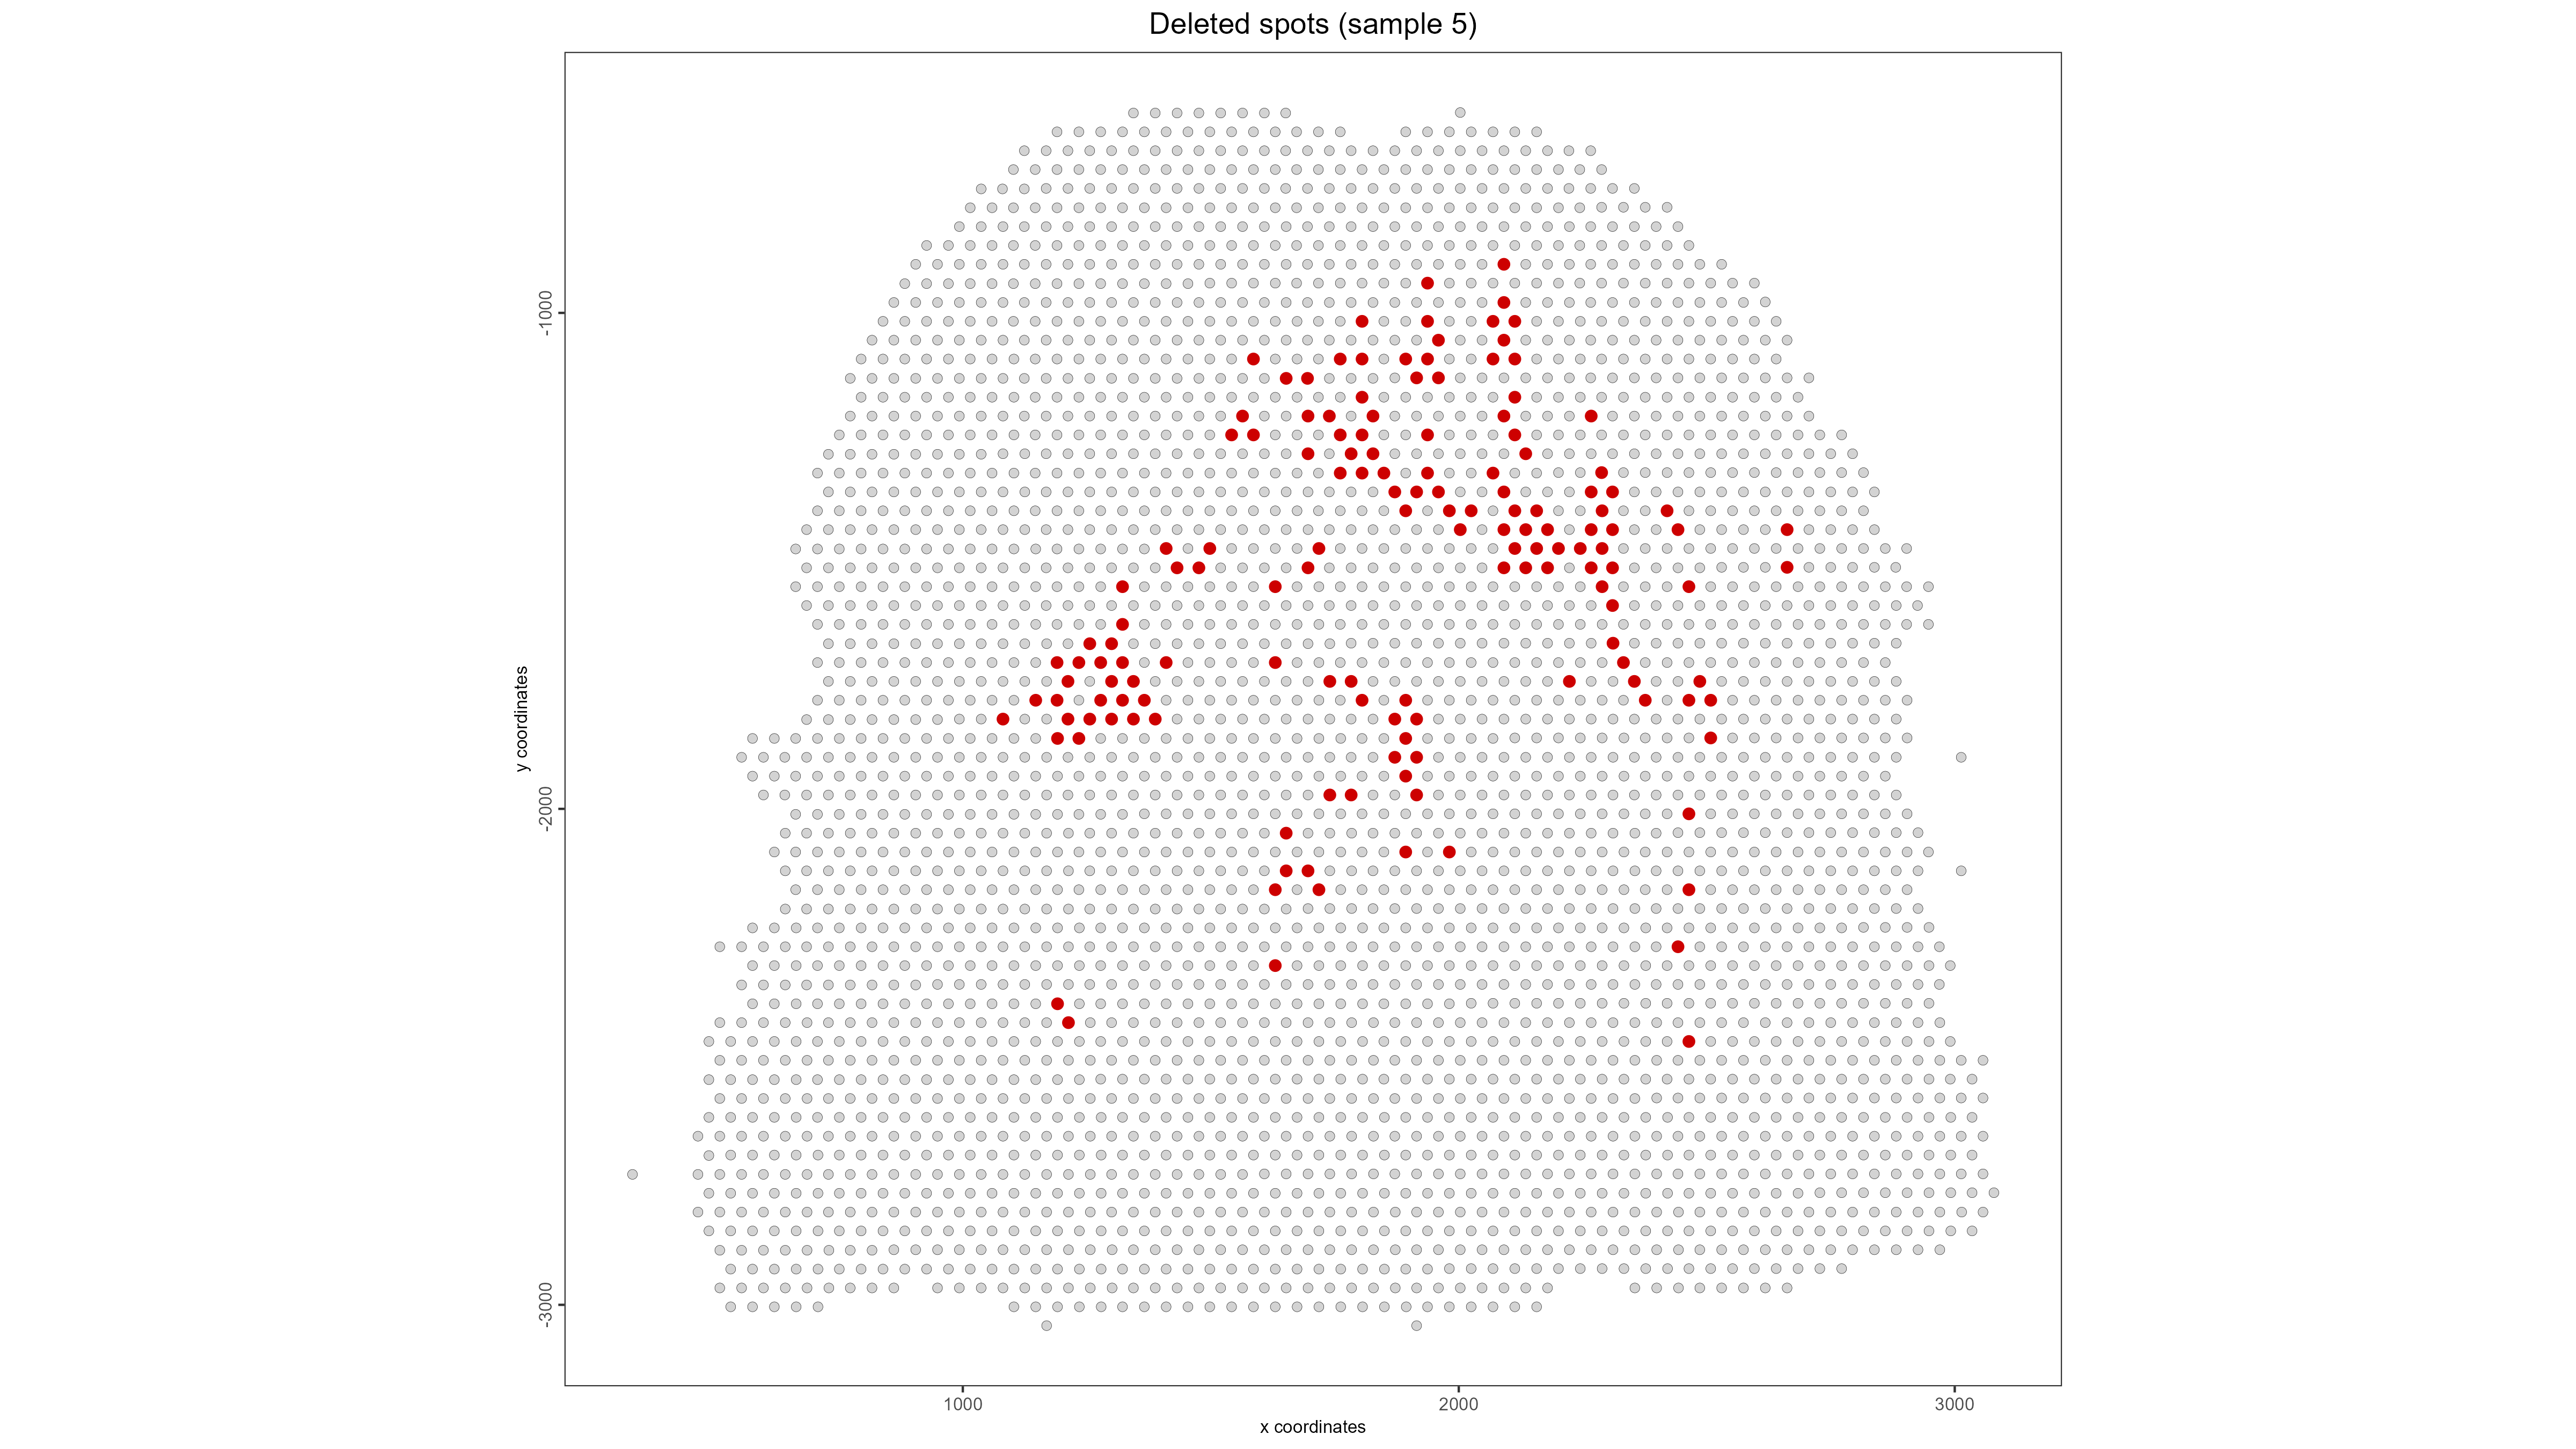 Deleted spots (sample 5)
-1000
-2000
-3000
y coordinates
1000 2000 3000
x coordinates